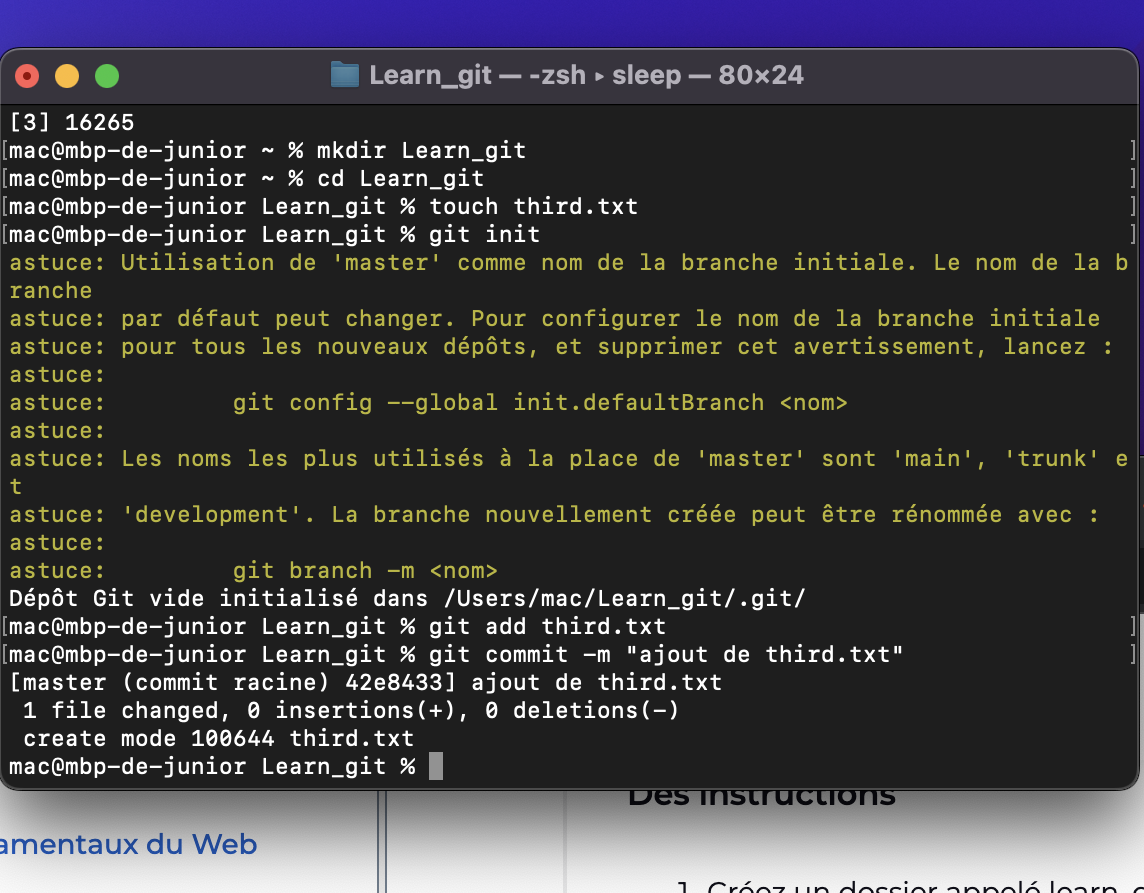 Learn_git — -zsh ▸ sleep — 80×24
[3] 16265
[mac@mbp-de-junior ~ % mkdir Learn_git ]
[mac@mbp-de-junior ~ % cd Learn_git ]
[mac@mbp-de-junior Learn_git % touch third.txt ]
[mac@mbp-de-junior Learn_git % git init ]
astuce: Utilisation de 'master' comme nom de la branche initiale. Le nom de la b
ranche
astuce: par défaut peut changer. Pour configurer le nom de la branche initiale
astuce: pour tous les nouveaux dépôts, et supprimer cet avertissement, lancez :
astuce:
astuce: git config --global init.defaultBranch <nom>
astuce:
astuce: Les noms les plus utilisés à la place de 'master' sont 'main', 'trunk' e
t
astuce: 'development'. La branche nouvellement créée peut être rénommée avec :
astuce:
astuce: git branch -m <nom>
Dépôt Git vide initialisé dans /Users/mac/Learn_git/.git/
[mac@mbp-de-junior Learn_git % git add third.txt ]
[mac@mbp-de-junior Learn_git % git commit -m "ajout de third.txt" ]
[master (commit racine) 42e8433] ajout de third.txt
1 file changed, 0 insertions(+), 0 deletions(-)
create mode 100644 third.txt
mac@mbp-de-junior Learn_git %
Des Instructions
amentaux du Web
1. Créez un dossier appelé learn